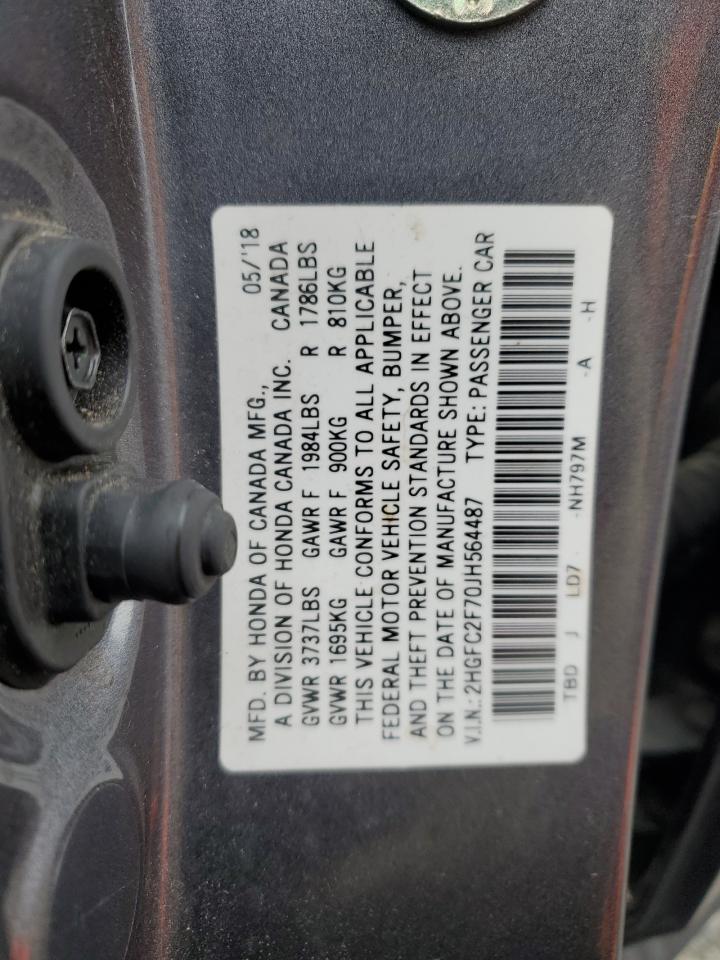 MFD. BY HONDA OF CANADA MFG., 05/'18
A DIVISION OF HONDA CANADA INC. CANADA
GVWR 3737LBS GAWR F 1984LBS R 1786LBS
GVWR 1695KG GAWR F 900KG R 810KG
THIS VEHICLE CONFORMS TO ALL APPLICABLE
FEDERAL MOTOR VEHICLE SAFETY, BUMPER,
AND THEFT PREVENTION STANDARDS IN EFFECT
ON THE DATE OF MANUFACTURE SHOWN ABOVE.
V.I.N.: 2HGFC2F70JH564487 TYPE: PASSENGER CAR
TBD J LD7 -NH797M -A -H